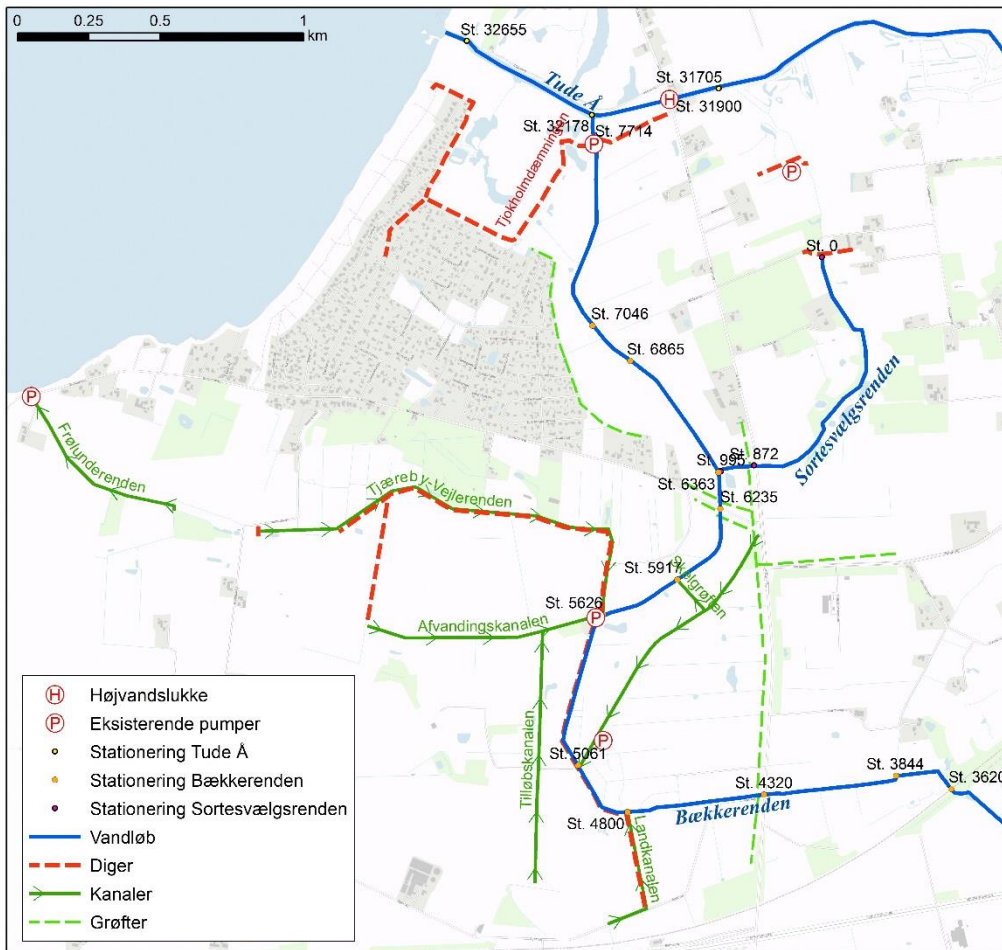 0 0.25 0.5 1
km
St. 32655
Tude Å
St. 31705
St. 31900
H
St. 32178
St. 7714
P
Tjokholmdæmningen
P
St. 0
St. 7046
St. 6865
Sortesvælgsrenden
P
Frølunderenden
St. 872
St. 995
St. 6363
Tjæreby-Vejlerenden
St. 6235
St. 5917
Skelgrøften
St. 5626
P
Afvandingskanalen
Tilløbskanalen
P
St. 5061
St. 3844
St. 4320
St. 3620
Bækkerenden
St. 4800
Landkanalen
H Højvandslukke
P Eksisterende pumper
Stationering Tude Å
Stationering Bækkerenden
Stationering Sortesvælgsrenden
Vandløb
Diger
Kanaler
Grøfter